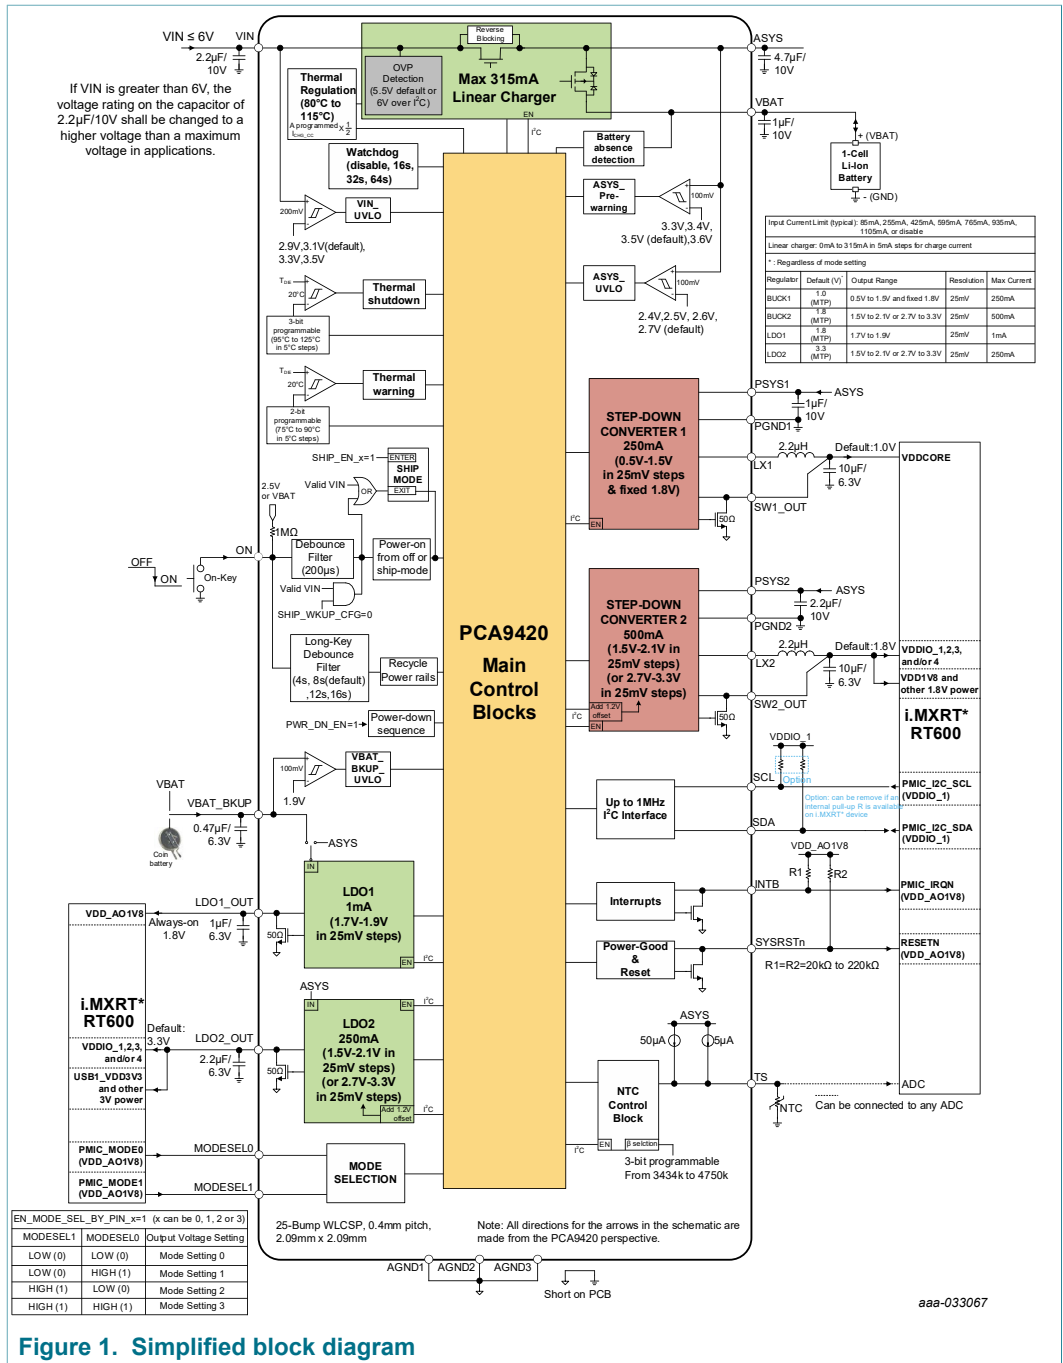 VIN ≤ 6V
VIN
2.2µF/
10V
If VIN is greater than 6V, the
voltage rating on the capacitor of
2.2µF/10V shall be changed to a
higher voltage than a maximum
voltage in applications.
Reverse
Blocking
OVP
Detection
(5.5V default or
6V over I²C)
Max 315mA
Linear Charger
EN
I²C
ASYS
4.7µF/
10V
VBAT
1µF/
10V
+ (VBAT)
1-Cell
Li-Ion
Battery
- (GND)
Thermal
Regulation
(80°C to
115°C)
A programmed
ICHG_CC
X 1/2
Watchdog
(disable, 16s,
32s, 64s)
Battery
absence
detection
200mV
VIN_
UVLO
2.9V,3.1V(default),
3.3V,3.5V
ASYS_
Pre-
warning
100mV
3.3V,3.4V,
3.5V (default),3.6V
ASYS_
UVLO
100mV
2.4V,2.5V, 2.6V,
2.7V (default)
Input Current Limit (typical): 85mA, 255mA, 425mA, 595mA, 765mA, 935mA,
1105mA, or disable
Linear charger: 0mA to 315mA in 5mA steps for charge current
* : Regardless of mode setting
Regulator Default (V)* Output Range Resolution Max Current
BUCK1 1.0 (MTP) 0.5V to 1.5V and fixed 1.8V 25mV 250mA
BUCK2 1.8 (MTP) 1.5V to 2.1V or 2.7V to 3.3V 25mV 500mA
LDO1 1.8 (MTP) 1.7V to 1.9V 25mV 1mA
LDO2 3.3 (MTP) 1.5V to 2.1V or 2.7V to 3.3V 25mV 250mA
20°C
Thermal
shutdown
3-bit
programmable
(95°C to 125°C
in 5°C steps)
20°C
Thermal
warning
2-bit
programmable
(75°C to 90°C
in 5°C steps)
SHIP_EN_x=1
ENTER
SHIP
MODE
EXIT
Valid VIN
OR
2.5V
or VBAT
1MΩ
ON
OFF
ON
On-Key
Debounce
Filter
(200µs)
Power-on
from off or
ship-mode
Valid VIN
SHIP_WKUP_CFG=0
Long-Key
Debounce
Filter
(4s, 8s(default)
,12s,16s)
Recycle
Power rails
PWR_DN_EN=1
Power-down
sequence
100mV
VBAT_
BKUP_
UVLO
1.9V
PCA9420
Main
Control
Blocks
STEP-DOWN
CONVERTER 1
250mA
(0.5V-1.5V
in 25mV steps
& fixed 1.8V)
I²C
EN
50Ω
PSYS1
ASYS
1µF/
10V
PGND1
2.2µH
Default:1.0V
LX1
10µF/
6.3V
SW1_OUT
VDDCORE
STEP-DOWN
CONVERTER 2
500mA
(1.5V-2.1V in
25mV steps)
(or 2.7V-3.3V
in 25mV steps)
Add 1.2V
offset
I²C
EN
50Ω
PSYS2
ASYS
2.2µF/
10V
PGND2
2.2µH
Default:1.8V
LX2
10µF/
6.3V
SW2_OUT
VDDIO_1,2,3,
and/or 4
VDD1V8 and
other 1.8V power
i.MXRT*
RT600
VDDIO_1
Option
SCL
Option: can be remove if an
internal pull-up R is available
on i.MXRT* device
SDA
Up to 1MHz
I²C Interface
PMIC_I2C_SCL
(VDDIO_1)
PMIC_I2C_SDA
(VDDIO_1)
VDD_AO1V8
R1
R2
Interrupts
INTB
PMIC_IRQN
(VDD_AO1V8)
Power-Good
&
Reset
SYSRSTn
R1=R2=20kΩ to 220kΩ
RESETN
(VDD_AO1V8)
VBAT
VBAT_BKUP
0.47µF/
6.3V
Coin
battery
ASYS
IN
LDO1
1mA
(1.7V-1.9V
in 25mV steps)
EN
I²C
VDD_AO1V8
LDO1_OUT
Always-on
1.8V
1µF/
6.3V
50Ω
ASYS
IN
EN
I²C
LDO2
250mA
(1.5V-2.1V in
25mV steps)
(or 2.7V-3.3V
in 25mV steps)
Add 1.2V
offset
I²C
i.MXRT*
RT600
Default:
3.3V
LDO2_OUT
2.2µF/
6.3V
50Ω
VDDIO_1,2,3,
and/or 4
USB1_VDD3V3
and other
3V power
ASYS
50µA
5µA
NTC
Control
Block
EN
β selction
I²C
3-bit programmable
From 3434k to 4750k
TS
ADC
NTC
Can be connected to any ADC
PMIC_MODE0
(VDD_AO1V8)
PMIC_MODE1
(VDD_AO1V8)
MODESEL0
MODESEL1
MODE
SELECTION
EN_MODE_SEL_BY_PIN_x=1 (x can be 0, 1, 2 or 3)
MODESEL1 MODESEL0 Output Voltage Setting
LOW (0) LOW (0) Mode Setting 0
LOW (0) HIGH (1) Mode Setting 1
HIGH (1) LOW (0) Mode Setting 2
HIGH (1) HIGH (1) Mode Setting 3
25-Bump WLCSP, 0.4mm pitch,
2.09mm x 2.09mm
Note: All directions for the arrows in the schematic are
made from the PCA9420 perspective.
AGND1
AGND2
AGND3
Short on PCB
aaa-033067
Figure 1. Simplified block diagram